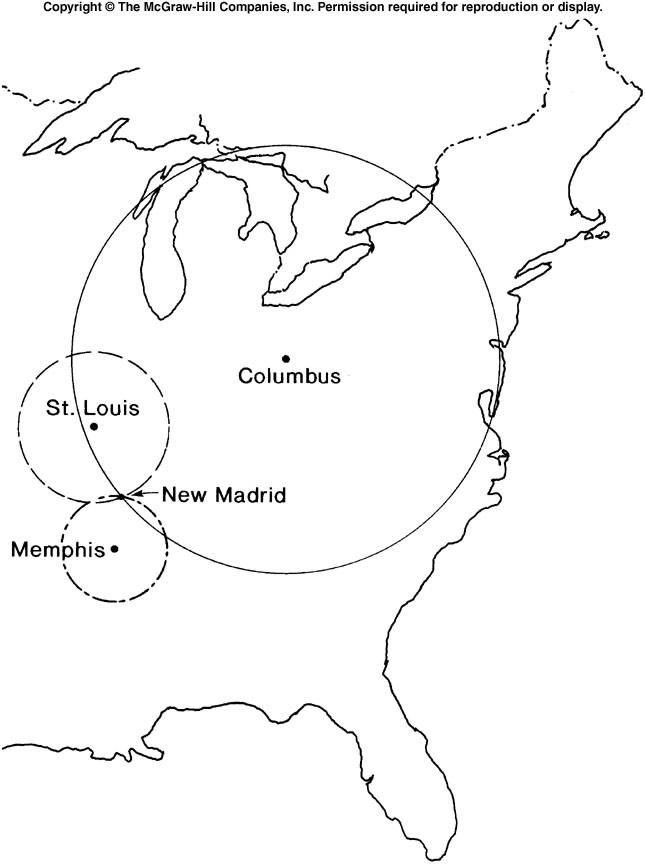 Copyright © The McGraw-Hill Companies, Inc. Permission required for reproduction or display.
Columbus
St. Louis
New Madrid
Memphis